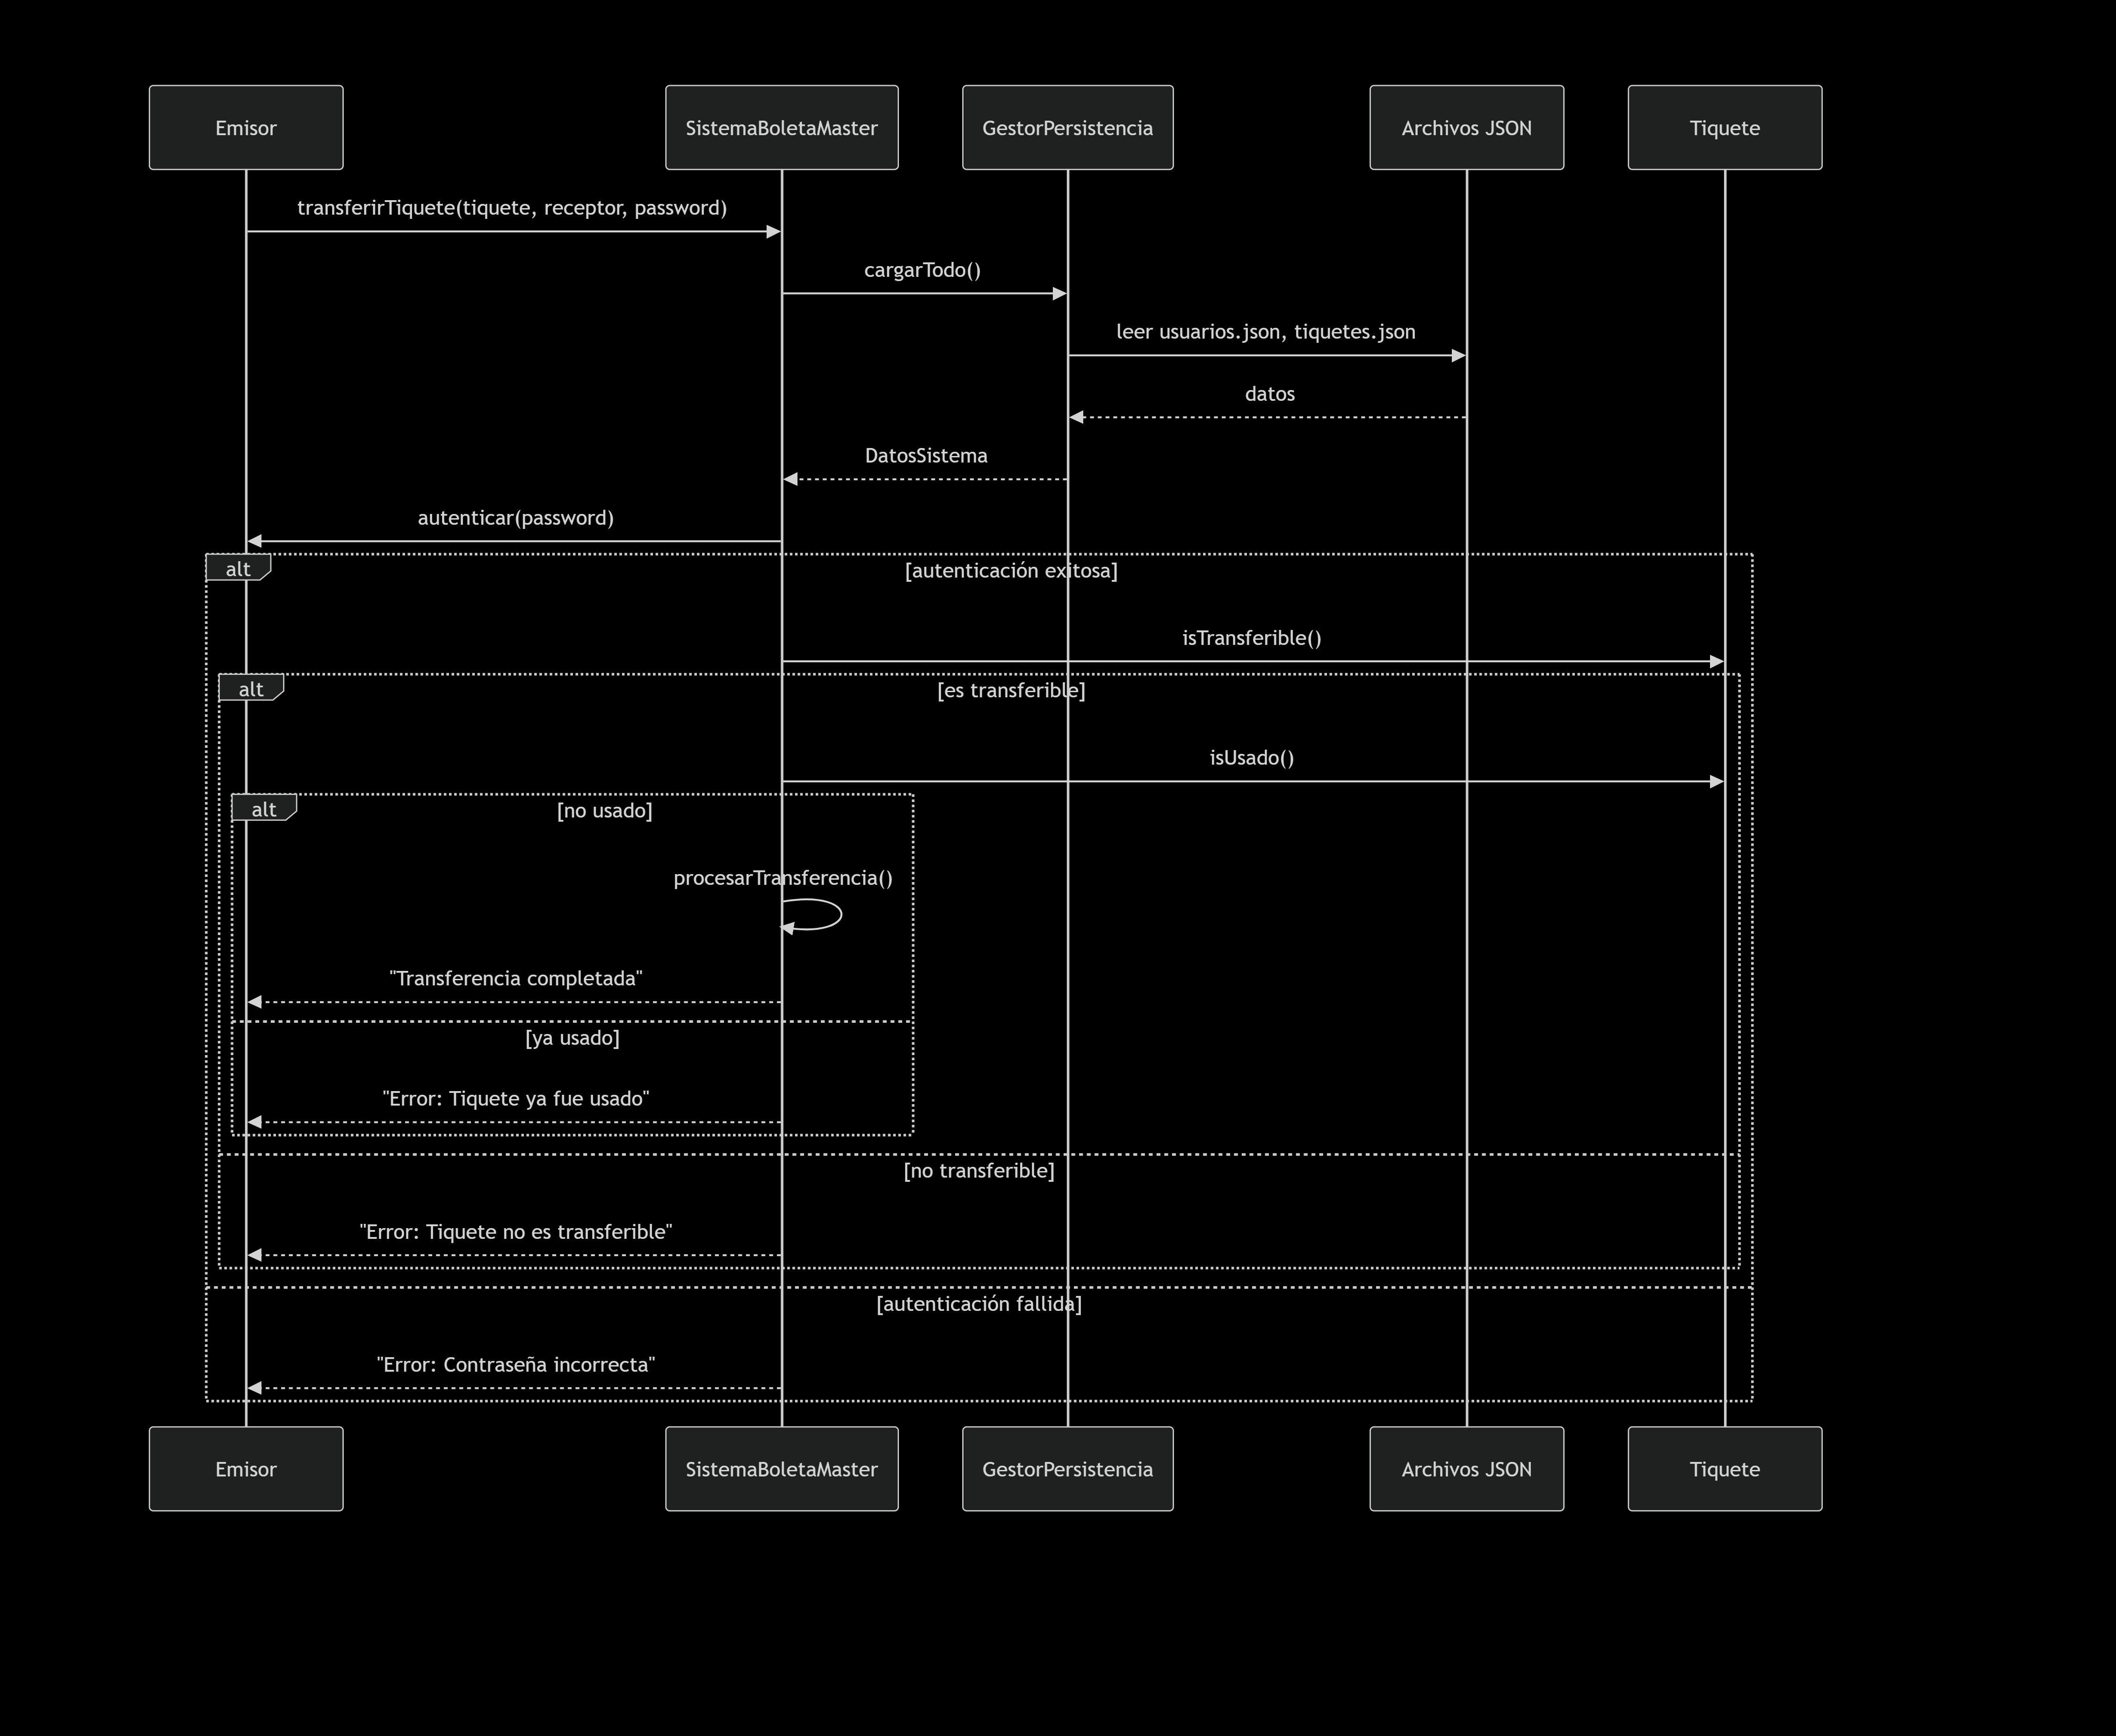 Emisor
SistemaBoletaMaster
GestorPersistencia
Archivos JSON
Tiquete
transferirTiquete(tiquete, receptor, password)
cargarTodo()
leer usuarios.json, tiquetes.json
datos
DatosSistema
autenticar(password)
alt
[autenticación exitosa]
isTransferible()
alt
[es transferible]
isUsado()
alt
[no usado]
procesarTransferencia()
"Transferencia completada"
[ya usado]
"Error: Tiquete ya fue usado"
[no transferible]
"Error: Tiquete no es transferible"
[autenticación fallida]
"Error: Contraseña incorrecta"
Emisor
SistemaBoletaMaster
GestorPersistencia
Archivos JSON
Tiquete